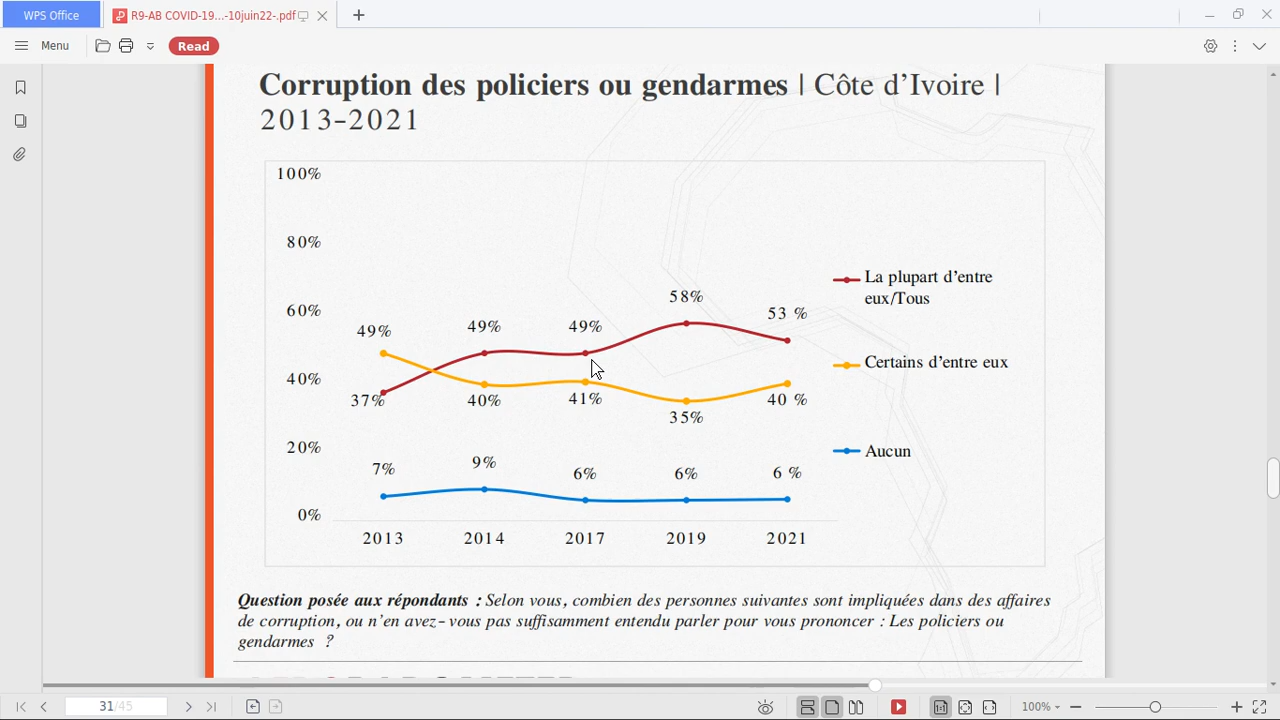 WPS Office
R9-AB COVID-19...-10juin22-.pdf
Menu
Read
Corruption des policiers ou gendarmes | Côte d'Ivoire |
2013-2021
100%
80%
60%
40%
20%
0%
49% 49% 49% 58% 53 %
37% 40% 41% 35% 40 %
7% 9% 6% 6% 6 %
2013 2014 2017 2019 2021
La plupart d'entre
eux/Tous
Certains d'entre eux
Aucun
Question posée aux répondants : Selon vous, combien des personnes suivantes sont impliquées dans des affaires
de corruption, ou n'en avez-vous pas suffisamment entendu parler pour vous prononcer : Les policiers ou
gendarmes ?
31/45
100%